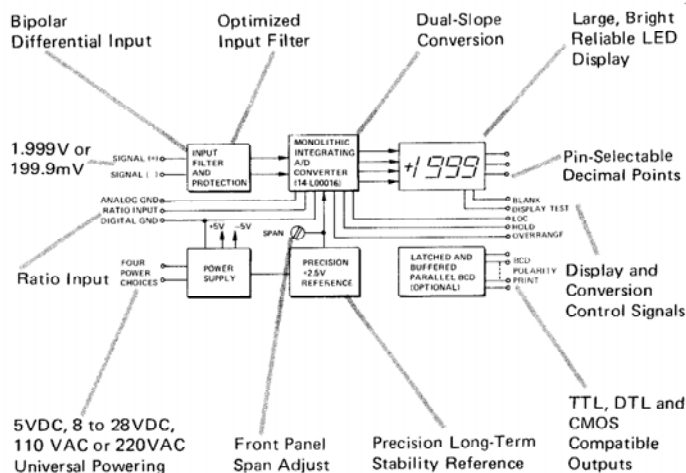 Bipolar
Differential Input
Optimized
Input Filter
Dual-Slope
Conversion
Large, Bright
Reliable LED
Display
1.999V or
199.9mV
SIGNAL (+)
SIGNAL (-)
INPUT
FILTER
AND
PROTECTION
MONOLITHIC
INTEGRATING
A/D
CONVERTER
(14-L00016)
+1999
Pin-Selectable
Decimal Points
ANALOG GND
RATIO INPUT
DIGITAL GND
BLANK
DISPLAY TEST
EOC
HOLD
OVERRANGE
+5V
-5V
SPAN
Ratio Input
FOUR
POWER
CHOICES
POWER
SUPPLY
PRECISION
+2.5V
REFERENCE
LATCHED AND
BUFFERED
PARALLEL BCD
(OPTIONAL)
BCD
POLARITY
PRINT
Display and
Conversion
Control Signals
5VDC, 8 to 28VDC,
110 VAC or 220VAC
Universal Powering
Front Panel
Span Adjust
Precision Long-Term
Stability Reference
TTL, DTL and
CMOS
Compatible
Outputs